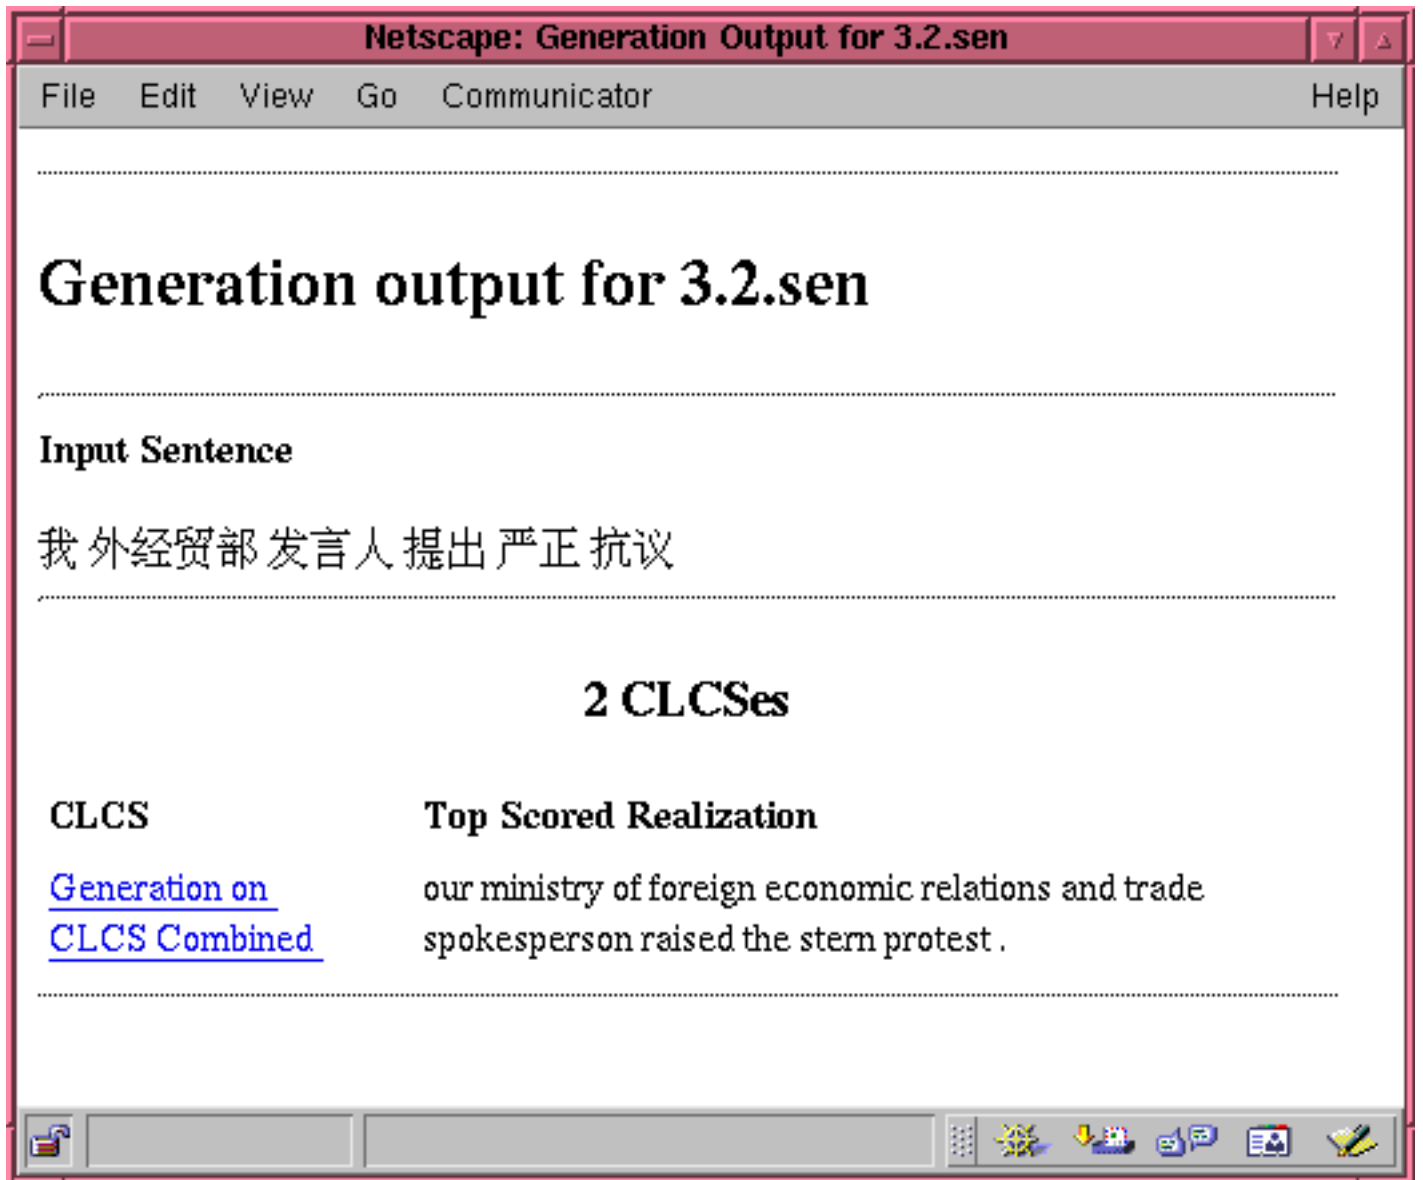 Netscape: Generation Output for 3.2.sen
File Edit View Go Communicator Help
Generation output for 3.2.sen
Input Sentence
我 外经贸部 发言人 提出 严正 抗议
2 CLCSes
CLCS Top Scored Realization
Generation on our ministry of foreign economic relations and trade
CLCS Combined spokesperson raised the stern protest .